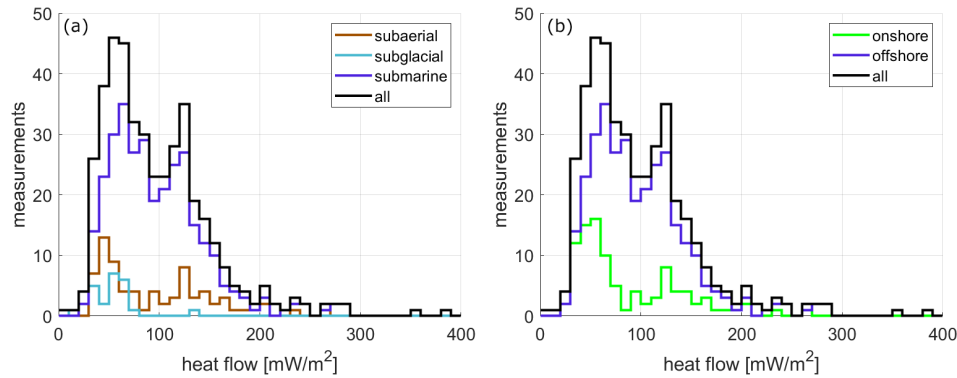 (a)
subaerial
subglacial
submarine
all
measurements
50
40
30
20
10
0
0 100 200 300 400
heat flow [mW/m²]
(b)
onshore
offshore
all
measurements
50
40
30
20
10
0
0 100 200 300 400
heat flow [mW/m²]